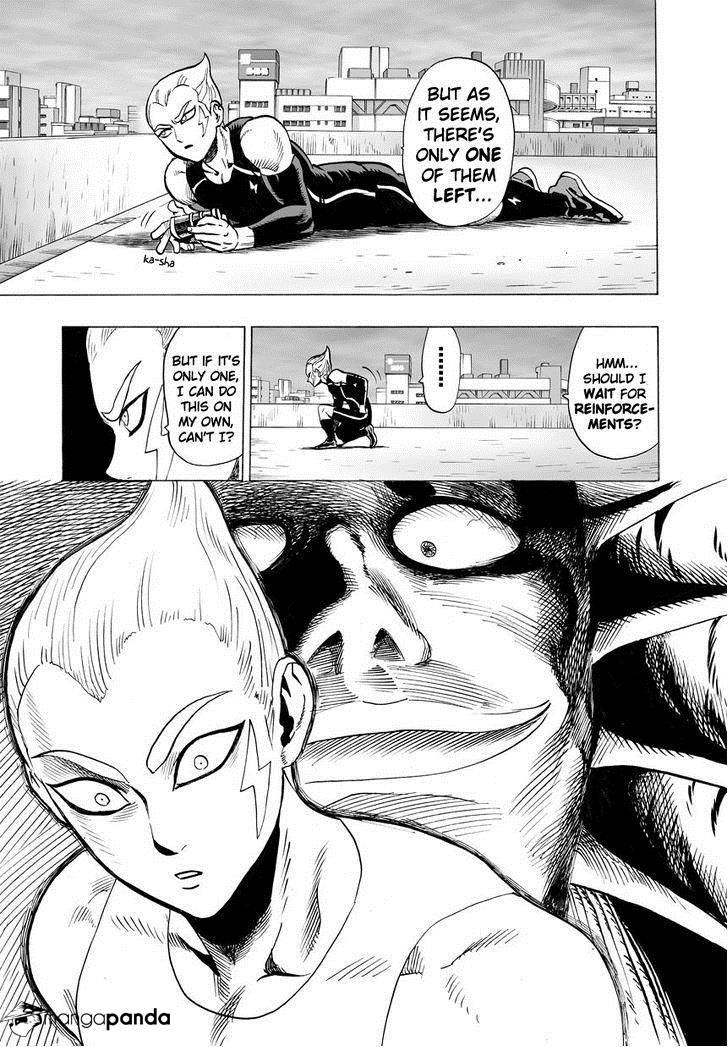 BUT AS
IT SEEMS,
THERE'S
ONLY ONE
OF THEM
LEFT...
ka-sha
HMM...
SHOULD I
WAIT FOR
REINFORCE-
MENTS?
.......
BUT IF IT'S
ONLY ONE,
I CAN DO
THIS ON
MY OWN,
CAN'T I?
mangapanda